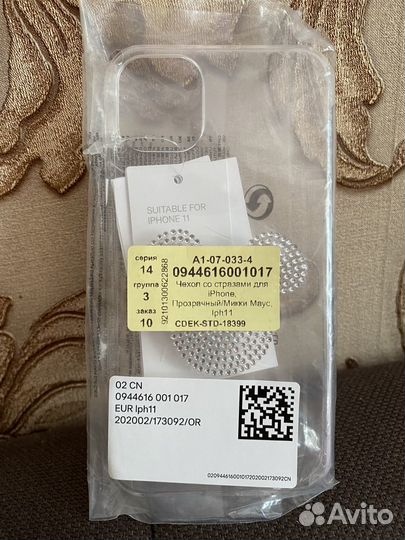 SUITABLE FOR
IPHONE 11
серия
14
группа
3
заказ
10
92101300622868
A1-07-033-4
0944616001017
Чехол со стразами для
iPhone,
Прозрачный/Микки Маус,
Iph11
CDEK-STD-18399
02 CN
0944616 001 017
EUR Iph11
202002/173092/OR
020944616001017202002173092CN
Avito